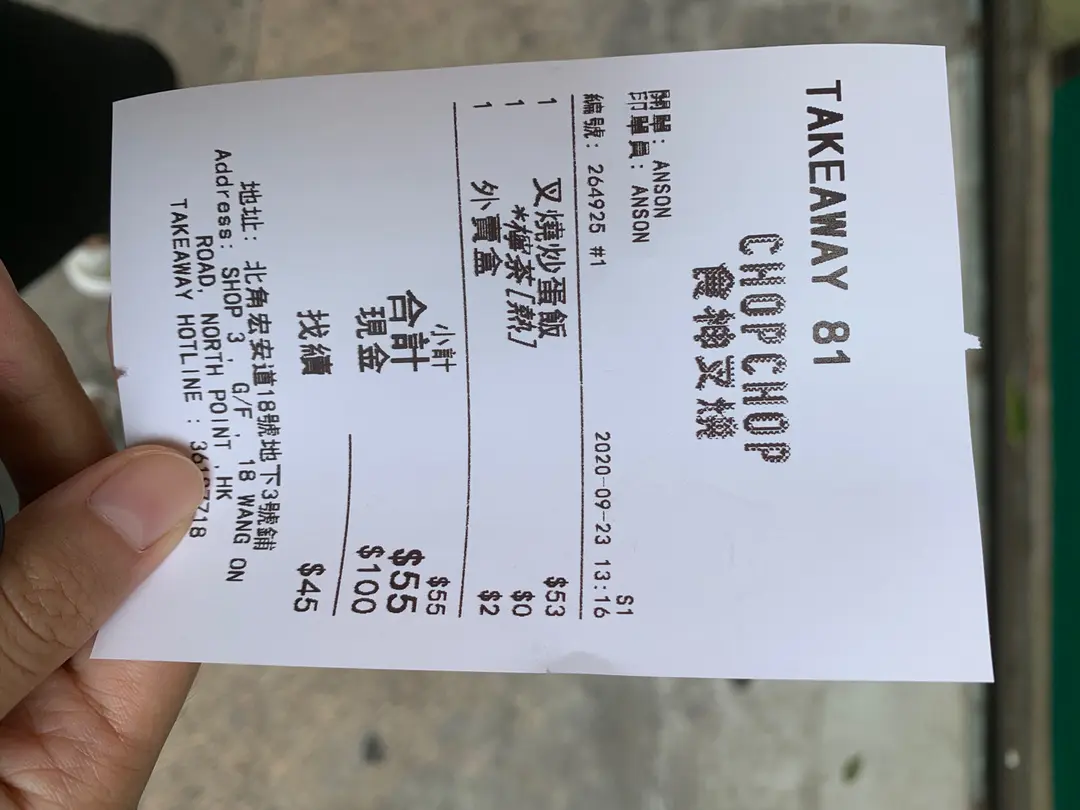 TAKEAWAY 81
CHOPCHOP
叉燒
開單: ANSON
印單員: ANSON
S1
編號: 264925 #1 2020-09-23 13:16
1 叉燒炒蛋飯 $53
1 *檸茶[熱] $0
1 外賣盒 $2
小計 $55
合計 $55
現金 $100
找續 $45
地址: 北角宏安道18號地下3號鋪
Address: SHOP 3, G/F, 18 WANG ON
ROAD, NORTH POINT, HK
TAKEAWAY HOTLINE :